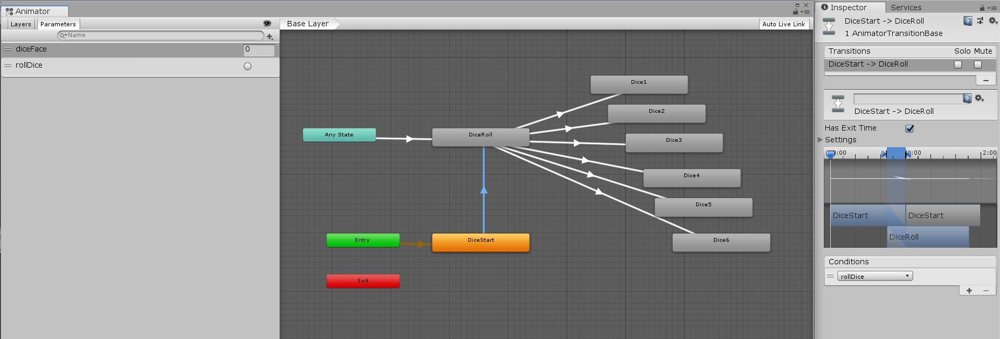 Animator
Layers
Parameters
Name
diceFace
0
rollDice
Base Layer
Auto Live Link
Any State
DiceRoll
Dice1
Dice2
Dice3
Dice4
Dice5
Dice6
Entry
DiceStart
Exit
Inspector
Services
DiceStart -> DiceRoll
1 AnimatorTransitionBase
Transitions
Solo Mute
DiceStart -> DiceRoll
DiceStart -> DiceRoll
Has Exit Time
Settings
:00
:00
2:00
DiceStart
DiceStart
DiceRoll
Conditions
rollDice